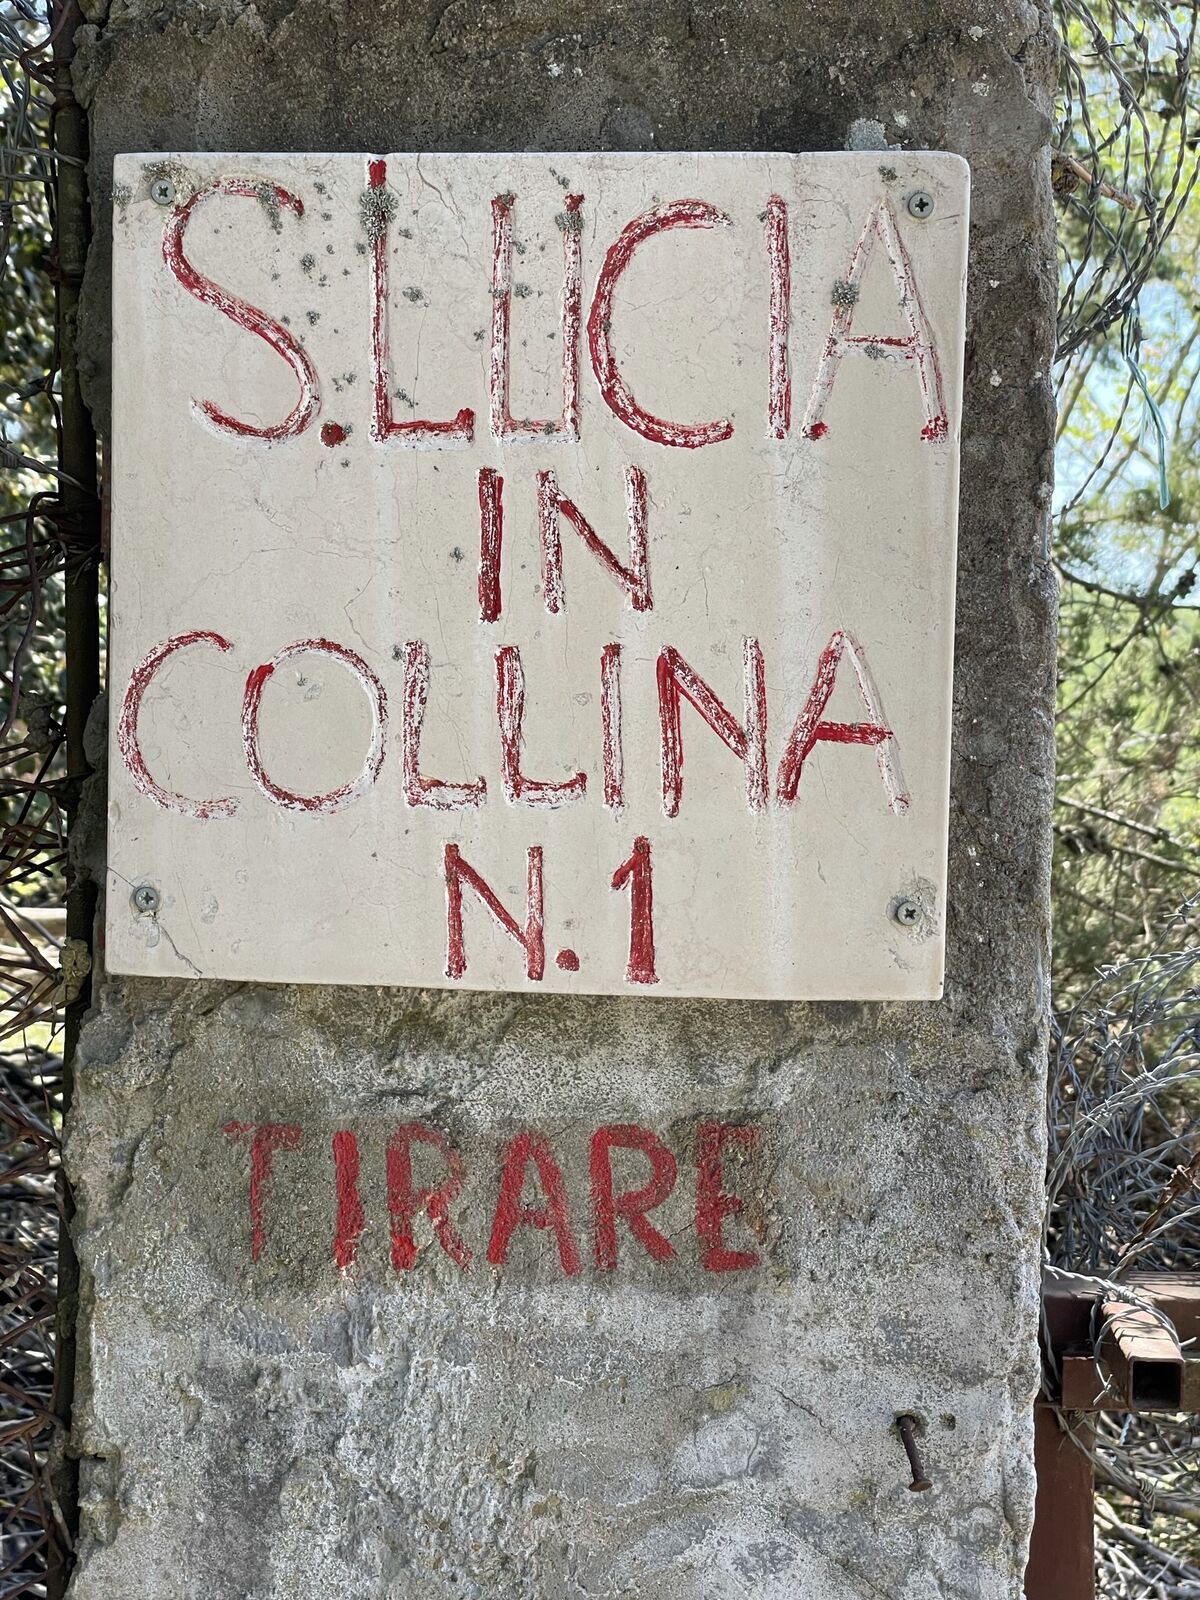 S.LUCIA
IN
COLLINA
N.1
TIRARE